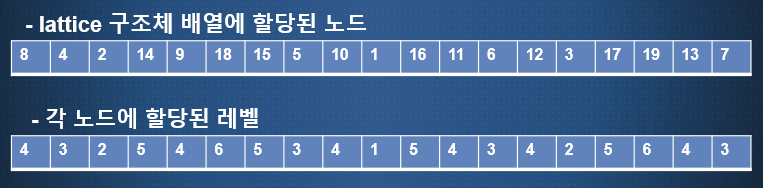 - lattice 구조체 배열에 할당된 노드
8 4 2 14 9 18 15 5 10 1 16 11 6 12 3 17 19 13 7
- 각 노드에 할당된 레벨
4 3 2 5 4 6 5 3 4 1 5 4 3 4 2 5 6 4 3